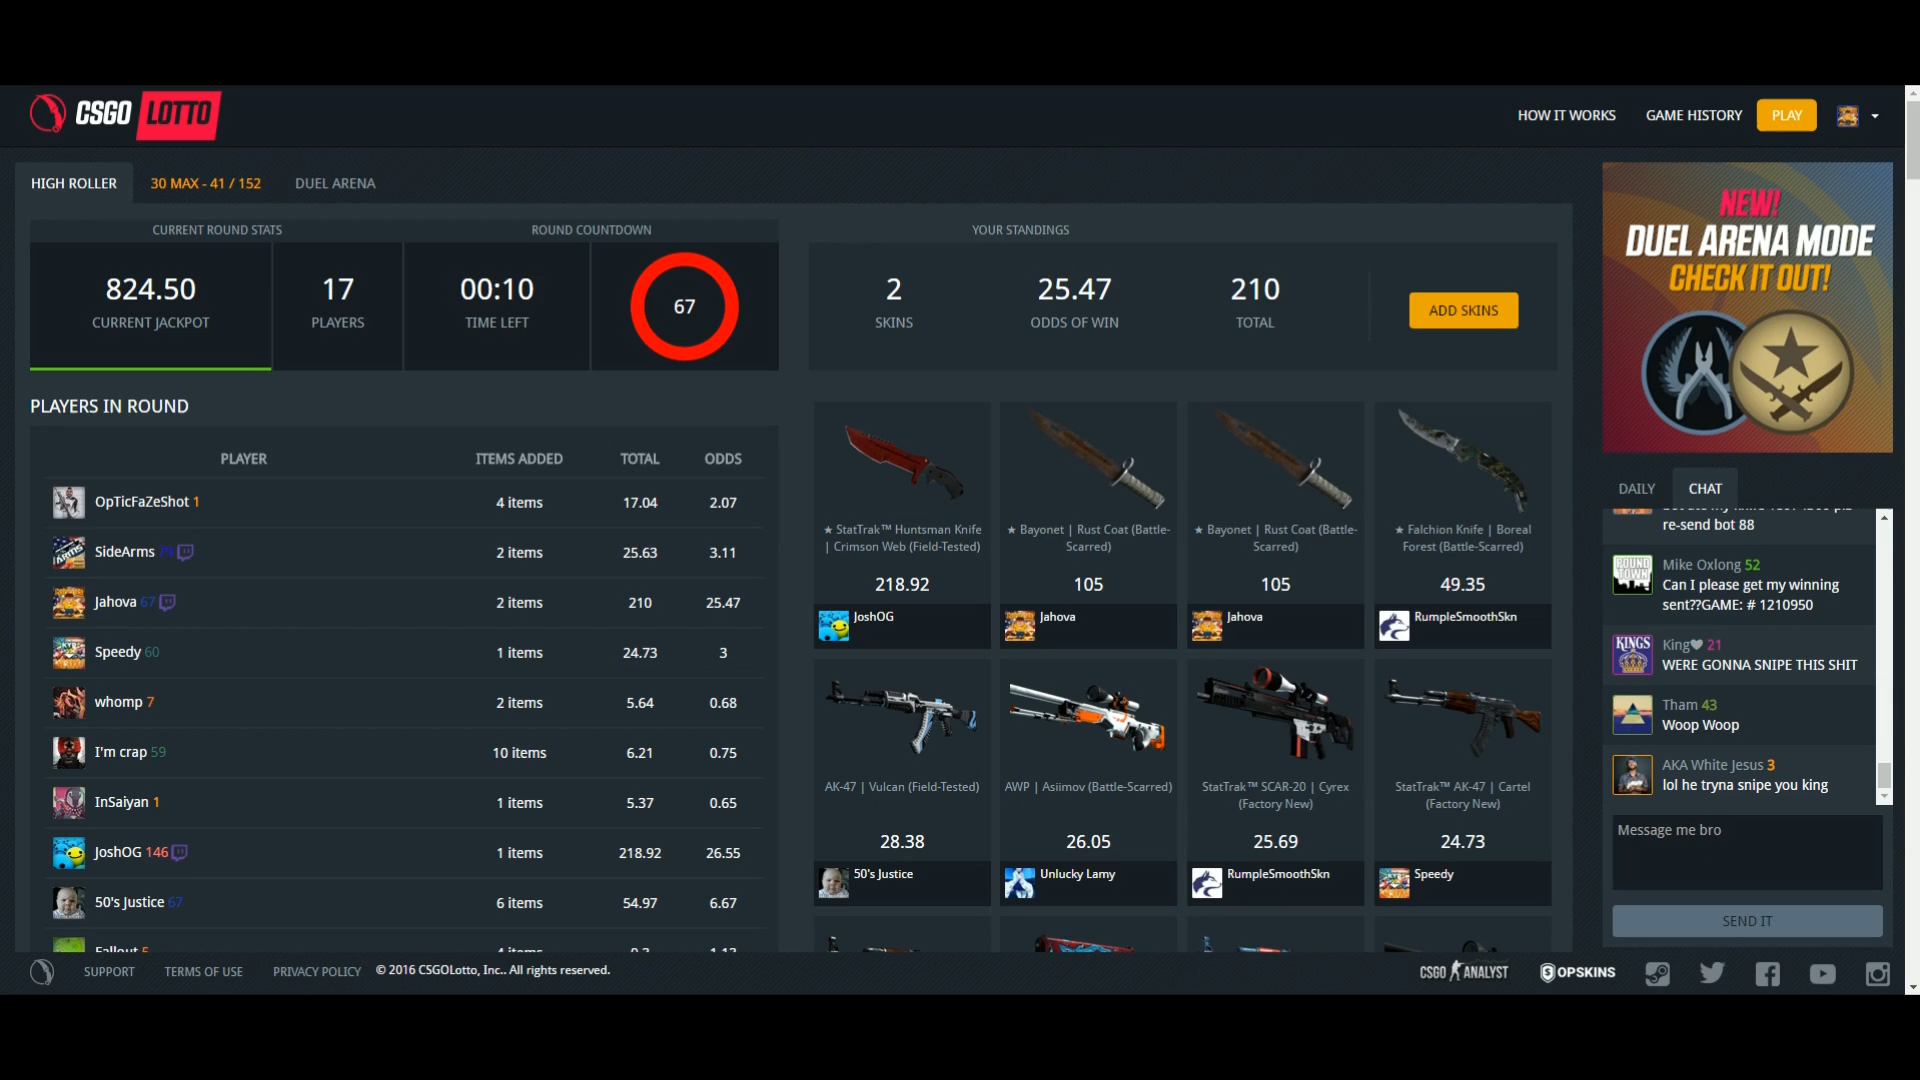 CSGO LOTTO
HOW IT WORKS
GAME HISTORY
PLAY
HIGH ROLLER
30 MAX - 41 / 152
DUEL ARENA
CURRENT ROUND STATS
ROUND COUNTDOWN
824.50
CURRENT JACKPOT
17
PLAYERS
00:10
TIME LEFT
67
YOUR STANDINGS
2
SKINS
25.47
ODDS OF WIN
210
TOTAL
ADD SKINS
NEW!
DUEL ARENA MODE
CHECK IT OUT!
PLAYERS IN ROUND
PLAYER ITEMS ADDED TOTAL ODDS
OpTicFaZeShot 1 4 items 17.04 2.07
SideArms 2 items 25.63 3.11
Jahova 67 2 items 210 25.47
Speedy 60 1 items 24.73 3
whomp 7 2 items 5.64 0.68
I'm crap 59 10 items 6.21 0.75
InSaiyan 1 1 items 5.37 0.65
JoshOG 146 1 items 218.92 26.55
50's Justice 67 6 items 54.97 6.67
Fallout 5 4 items
★ StatTrak™ Huntsman Knife
| Crimson Web (Field-Tested)
218.92
JoshOG
★ Bayonet | Rust Coat (Battle-
Scarred)
105
Jahova
★ Bayonet | Rust Coat (Battle-
Scarred)
105
Jahova
★ Falchion Knife | Boreal
Forest (Battle-Scarred)
49.35
RumpleSmoothSkn
AK-47 | Vulcan (Field-Tested)
28.38
50's Justice
AWP | Asiimov (Battle-Scarred)
26.05
Unlucky Lamy
StatTrak™ SCAR-20 | Cyrex
(Factory New)
25.69
RumpleSmoothSkn
StatTrak™ AK-47 | Cartel
(Factory New)
24.73
Speedy
DAILY
CHAT
re-send bot 88
POUND
TOWN
Mike Oxlong 52
Can I please get my winning
sent??GAME: # 1210950
KINGS
King🖤 21
WERE GONNA SNIPE THIS SHIT
Tham 43
Woop Woop
AKA White Jesus 3
lol he tryna snipe you king
Message me bro
SEND IT
SUPPORT
TERMS OF USE
PRIVACY POLICY
© 2016 CSGOLotto, Inc.. All rights reserved.
CSGO ANALYST
OPSKINS